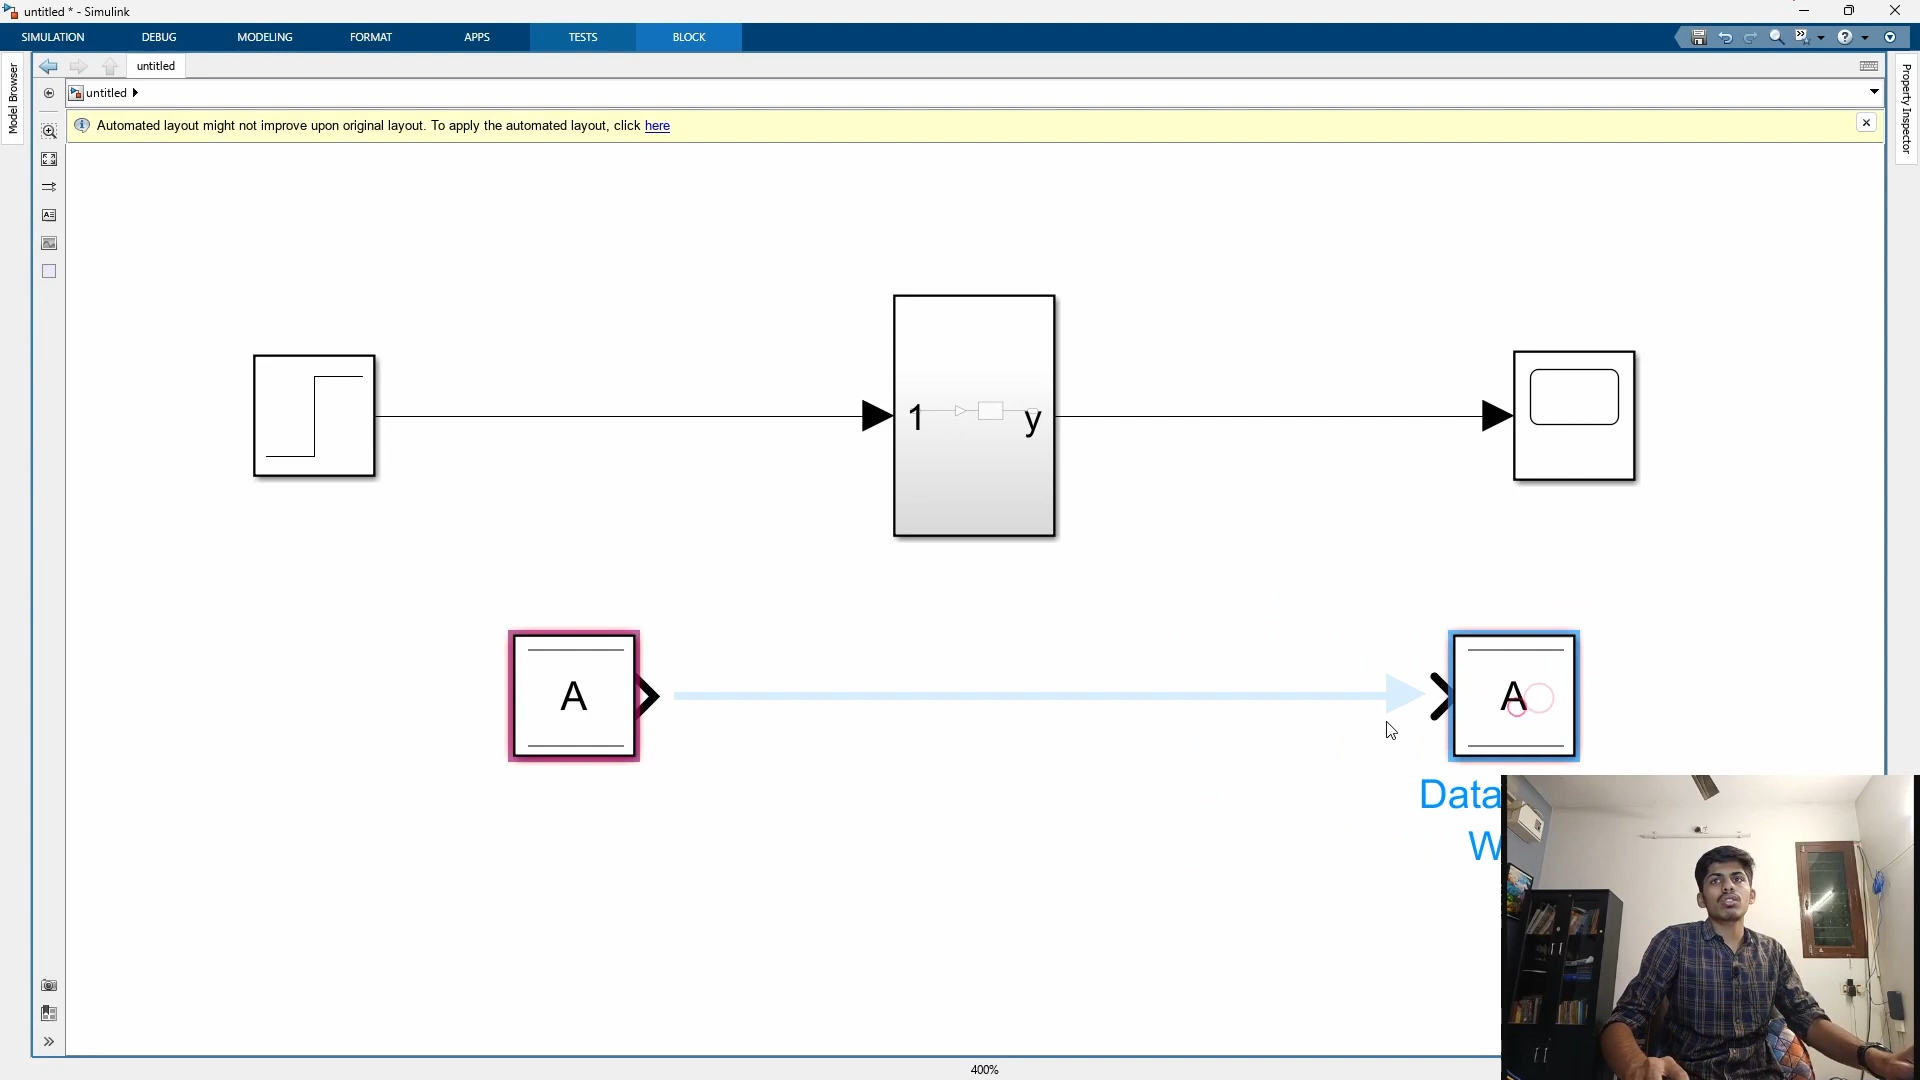 untitled * - Simulink
SIMULATION
DEBUG
MODELING
FORMAT
APPS
TESTS
BLOCK
Model Browser
untitled
Property Inspector
untitled
Automated layout might not improve upon original layout. To apply the automated layout, click here
1
y
A
A
Data
W
400%